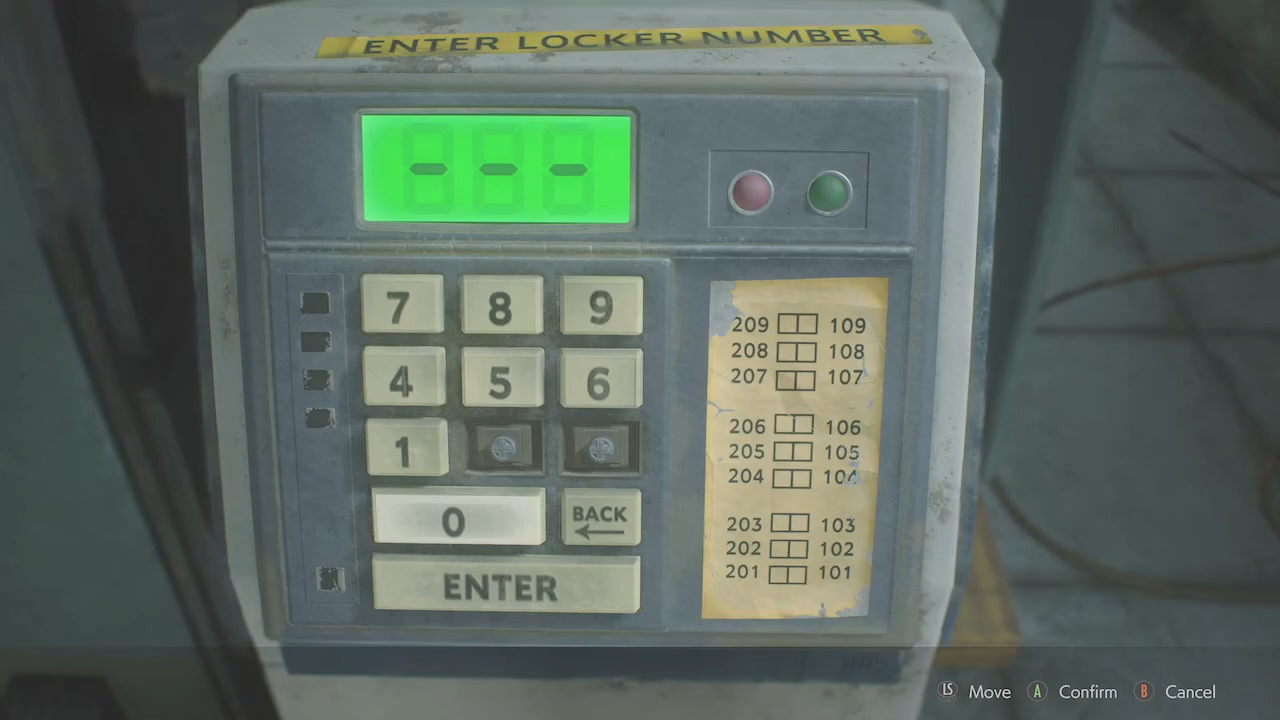 ENTER LOCKER NUMBER
---
7 8 9
4 5 6
1
0 BACK
ENTER
209 109
208 108
207 107
206 106
205 105
204 104
203 103
202 102
201 101
LS Move A Confirm B Cancel